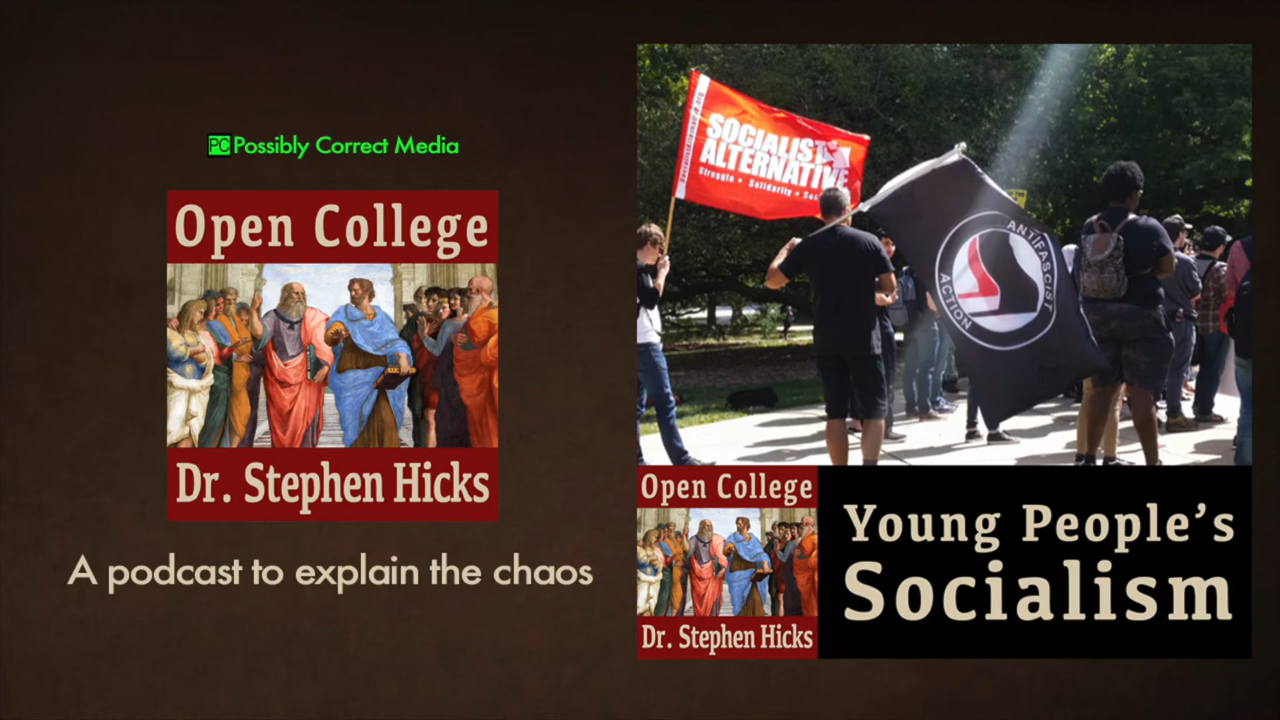 PC Possibly Correct Media
Open College
Dr. Stephen Hicks
A podcast to explain the chaos
SOCIALIST
ALTERNATIVE
Struggle • Solidarity •
ANTIFASCIST
ACTION
Open College
Dr. Stephen Hicks
Young People's
Socialism